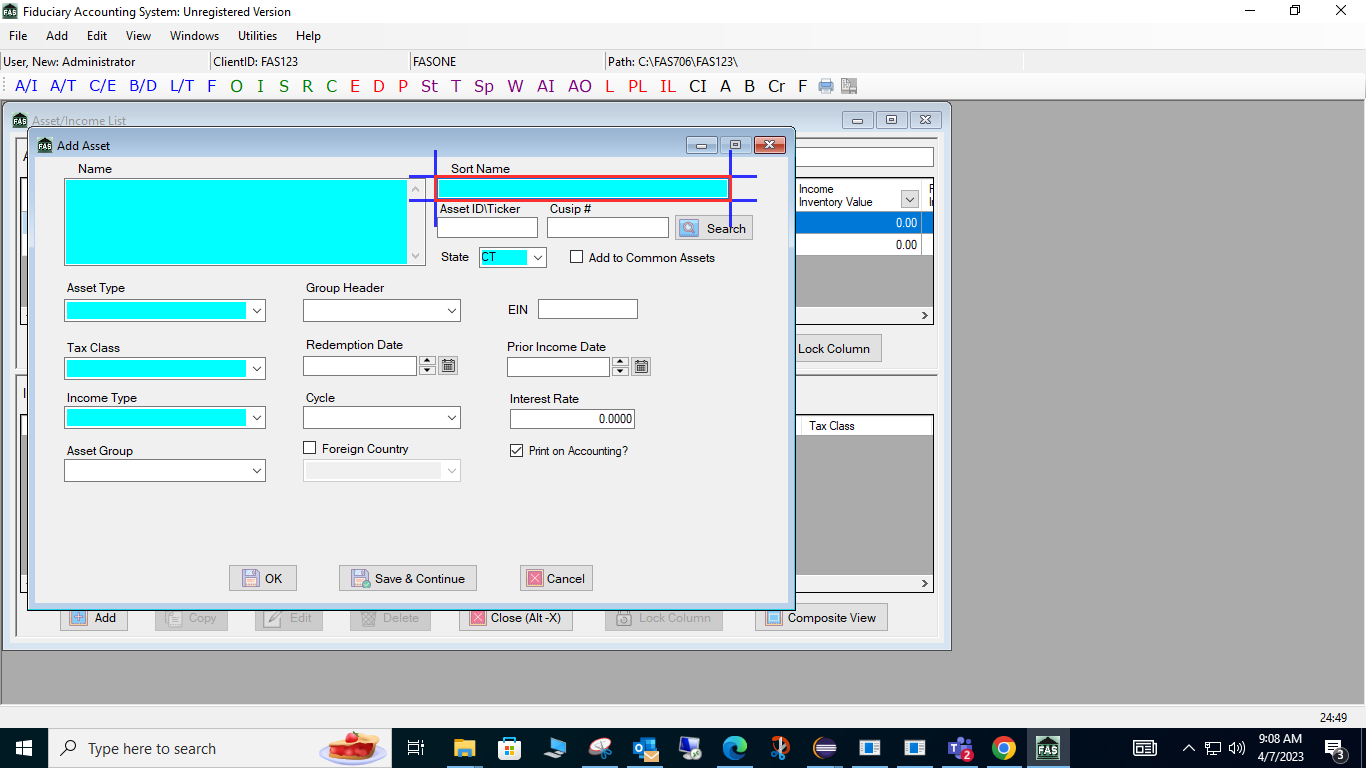 Fiduciary Accounting System: Unregistered Version
File Add Edit View Windows Utilities Help
User, New: Administrator ClientID: FAS123 FASONE Path: C:\FAS706\FAS123\
A/I A/T C/E B/D L/T F O I S R C E D P St T Sp W AI AO L PL IL CI A B Cr F
Asset/Income List
Add Asset
Name Sort Name
Income
Inventory Value
Asset ID\Ticker Cusip #
Search
0.00
0.00
State CT Add to Common Assets
Asset Type Group Header
EIN
Tax Class Redemption Date Prior Income Date
Lock Column
Income Type Cycle Interest Rate
0.0000
Tax Class
Asset Group Foreign Country Print on Accounting?
OK Save & Continue Cancel
Add Copy Edit Delete Close (Alt -X) Lock Column Composite View
24:49
Type here to search
FAS
2
9:08 AM
4/7/2023
3